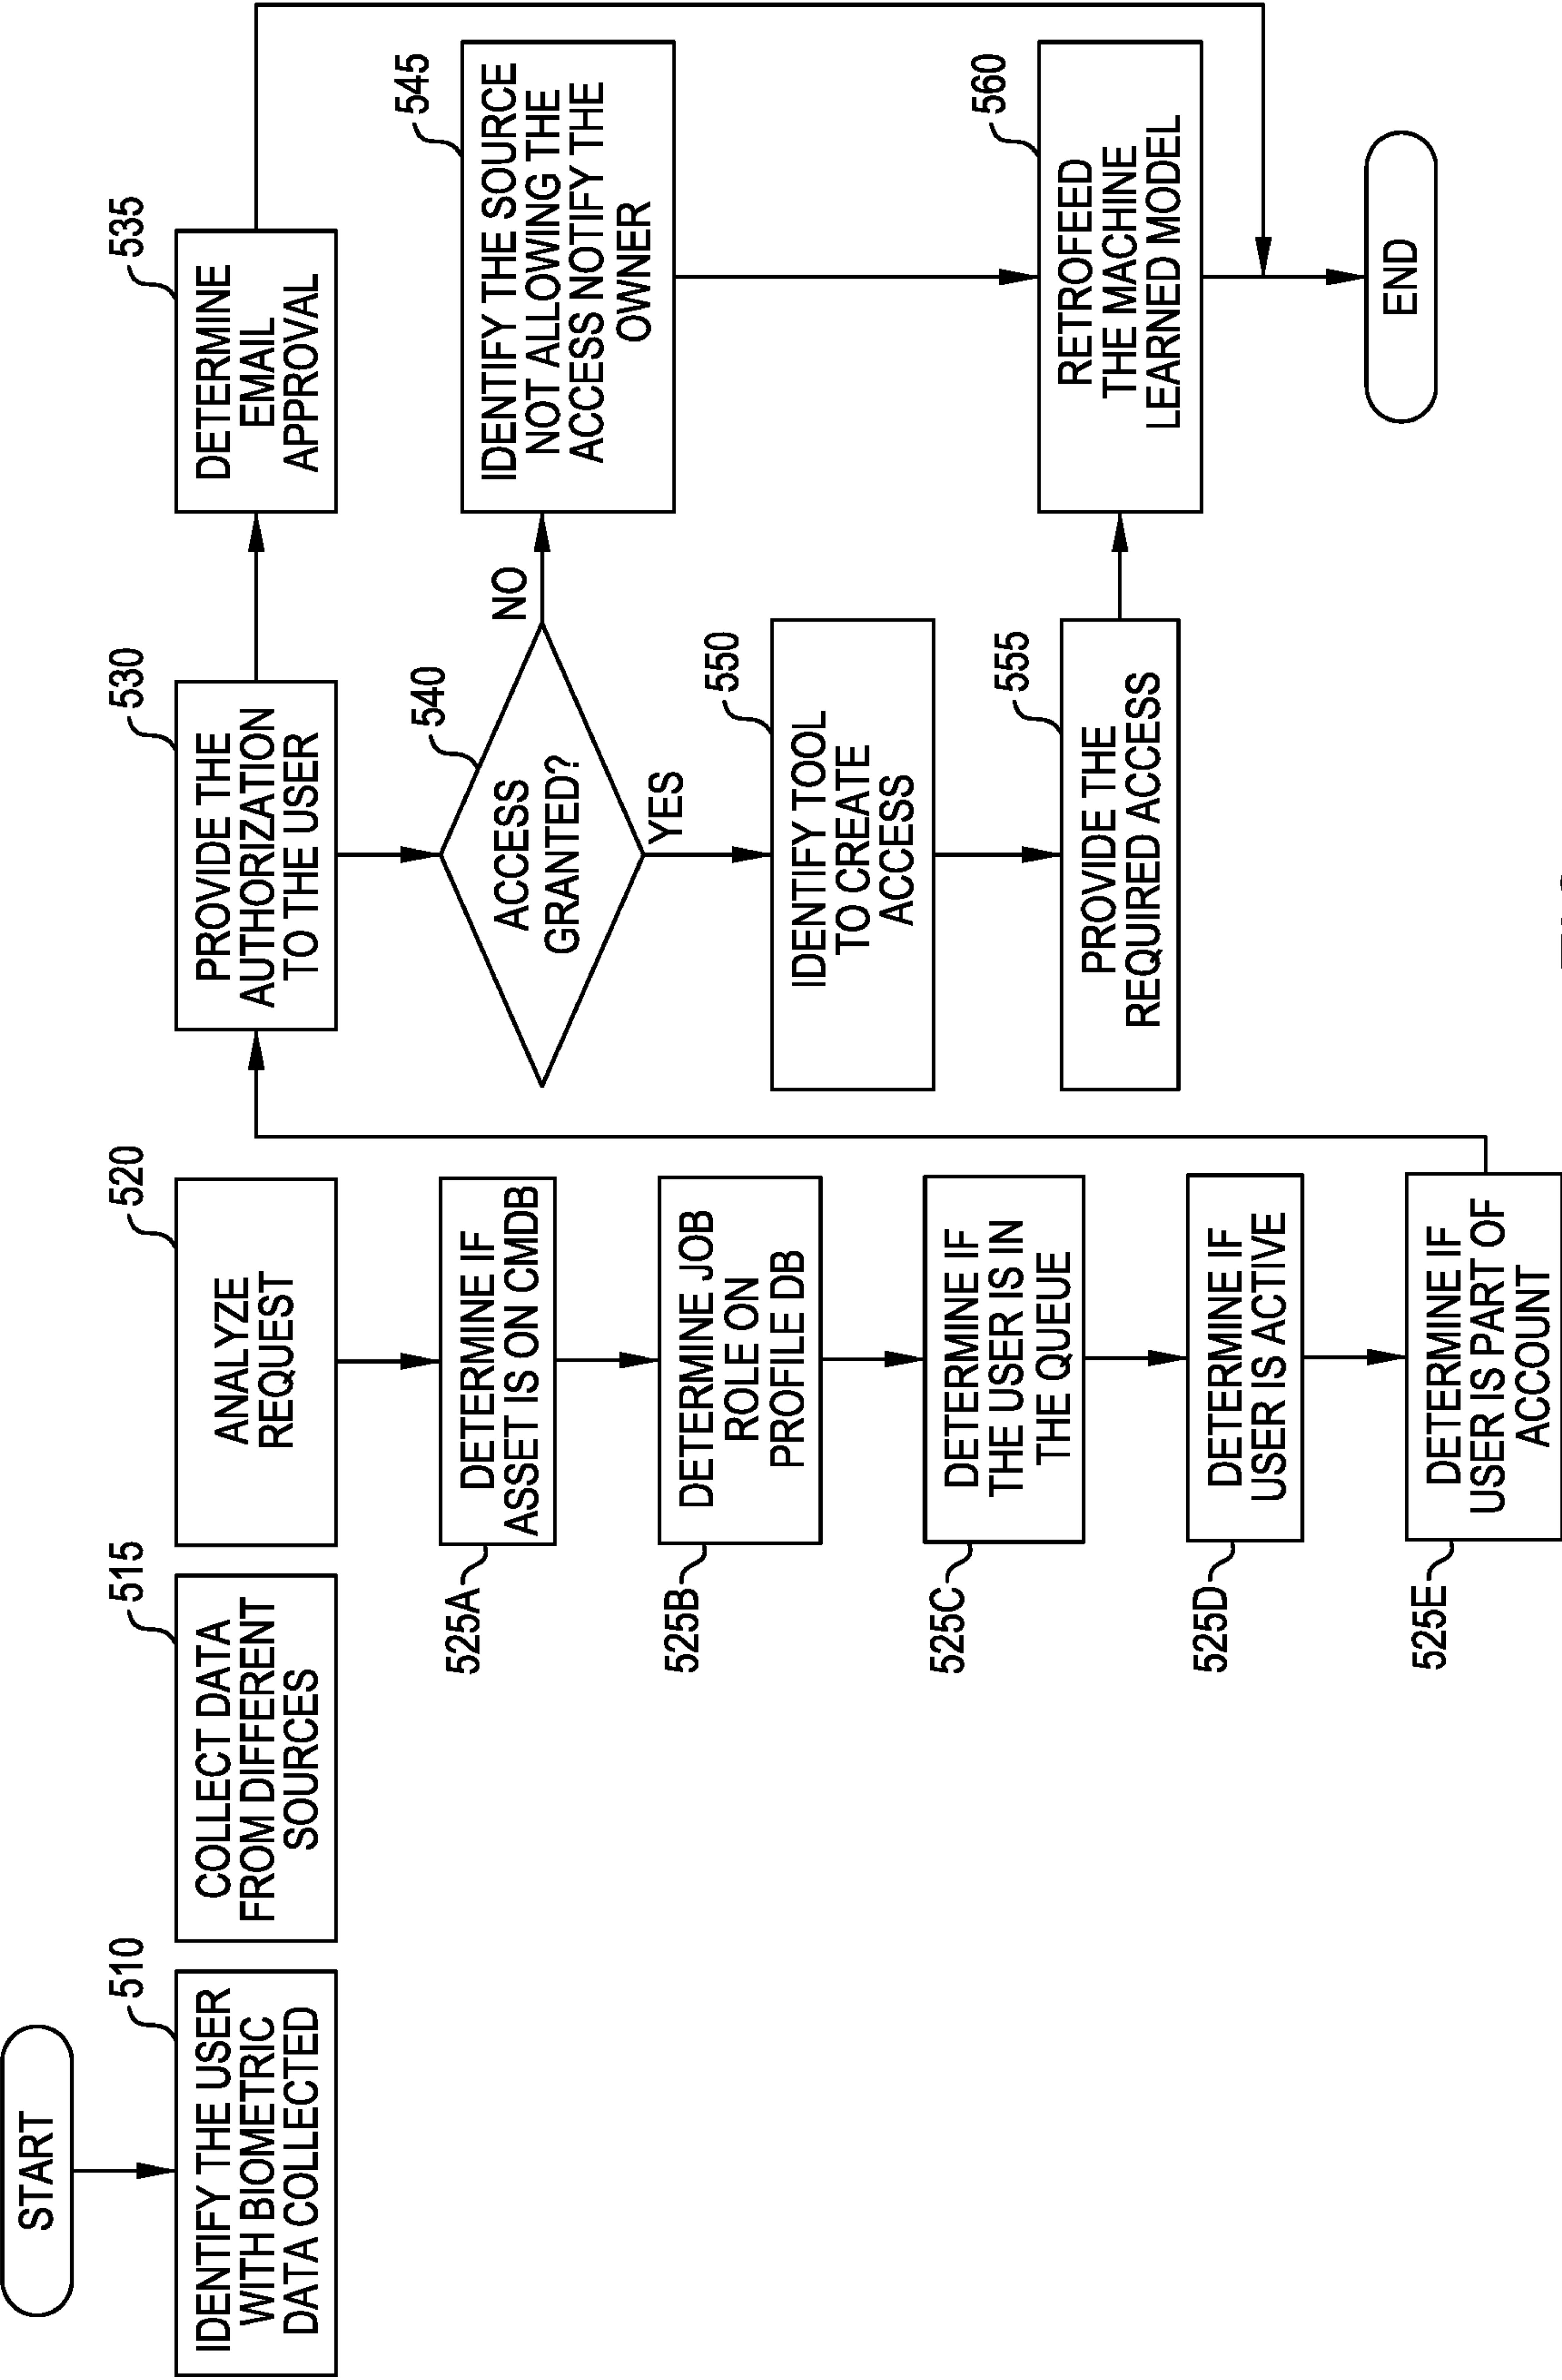 START
510
IDENTIFY THE USER
WITH BIOMETRIC
DATA COLLECTED
515
COLLECT DATA
FROM DIFFERENT
SOURCES
520
ANALYZE
REQUEST
525A
DETERMINE IF
ASSET IS ON CMDB
525B
DETERMINE JOB
ROLE ON
PROFILE DB
525C
DETERMINE IF
THE USER IS IN
THE QUEUE
525D
DETERMINE IF
USER IS ACTIVE
525E
DETERMINE IF
USER IS PART OF
ACCOUNT
530
PROVIDE THE
AUTHORIZATION
TO THE USER
535
DETERMINE
EMAIL
APPROVAL
540
ACCESS
GRANTED?
NO
YES
545
IDENTIFY THE SOURCE
NOT ALLOWING THE
ACCESS NOTIFY THE
OWNER
550
IDENTIFY TOOL
TO CREATE
ACCESS
555
PROVIDE THE
REQUIRED ACCESS
560
RETROFEED
THE MACHINE
LEARNED MODEL
END